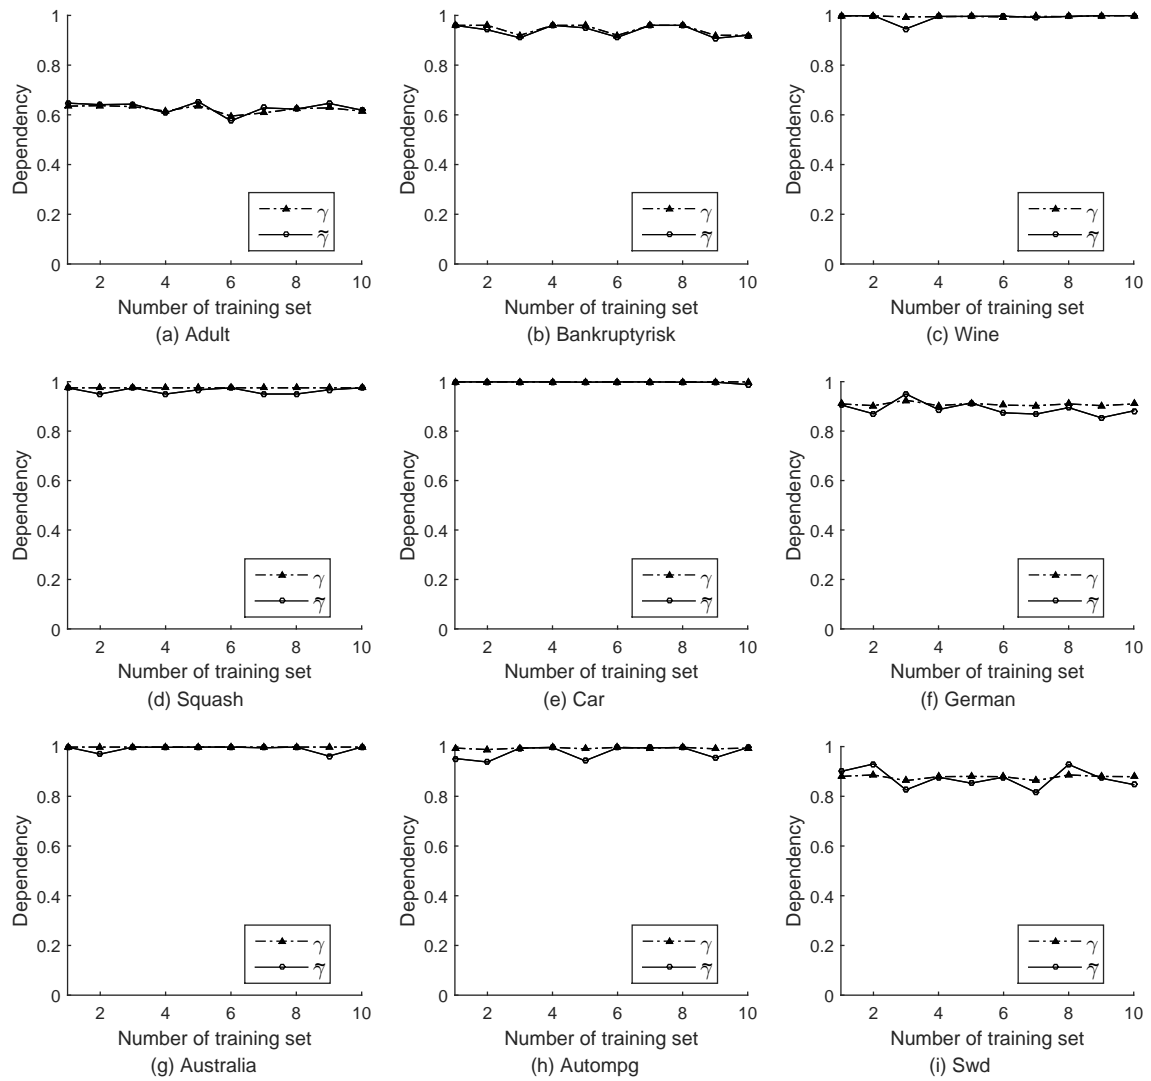 1
0.8
0.6
0.4
0.2
0
Dependency
2 4 6 8 10
Number of training set
γ
γ̃
(a) Adult
1
0.8
0.6
0.4
0.2
0
Dependency
2 4 6 8 10
Number of training set
γ
γ̃
(b) Bankruptyrisk
1
0.8
0.6
0.4
0.2
0
Dependency
2 4 6 8 10
Number of training set
γ
γ̃
(c) Wine
1
0.8
0.6
0.4
0.2
0
Dependency
2 4 6 8 10
Number of training set
γ
γ̃
(d) Squash
1
0.8
0.6
0.4
0.2
0
Dependency
2 4 6 8 10
Number of training set
γ
γ̃
(e) Car
1
0.8
0.6
0.4
0.2
0
Dependency
2 4 6 8 10
Number of training set
γ
γ̃
(f) German
1
0.8
0.6
0.4
0.2
0
Dependency
2 4 6 8 10
Number of training set
γ
γ̃
(g) Australia
1
0.8
0.6
0.4
0.2
0
Dependency
2 4 6 8 10
Number of training set
γ
γ̃
(h) Autompg
1
0.8
0.6
0.4
0.2
0
Dependency
2 4 6 8 10
Number of training set
γ
γ̃
(i) Swd